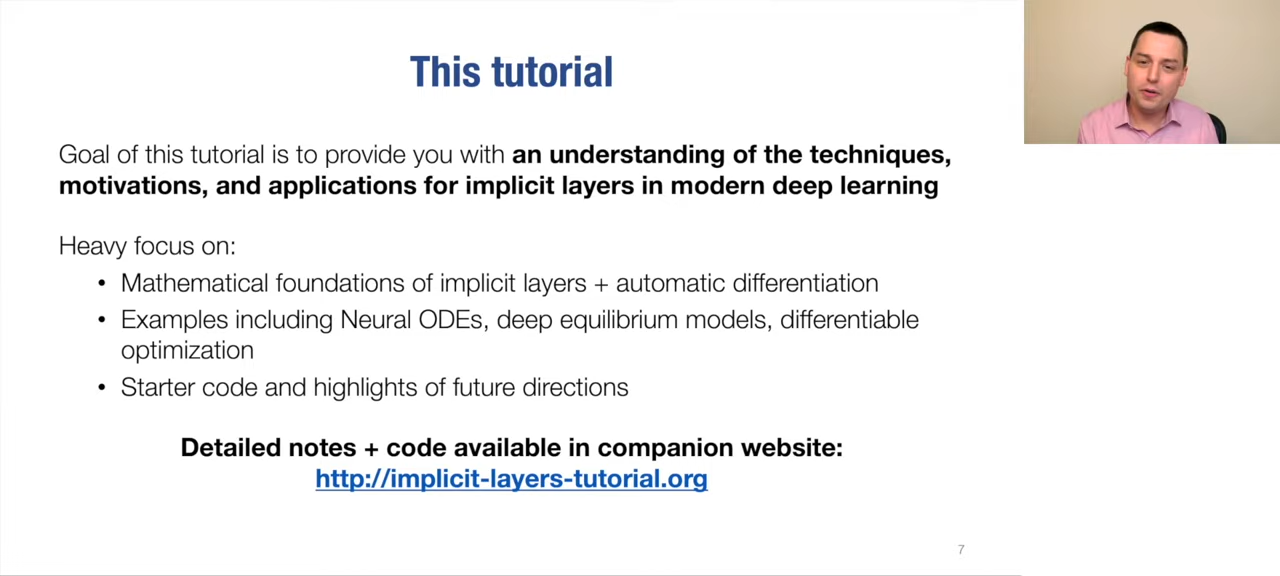 This tutorial
Goal of this tutorial is to provide you with an understanding of the techniques,
motivations, and applications for implicit layers in modern deep learning
Heavy focus on:
• Mathematical foundations of implicit layers + automatic differentiation
• Examples including Neural ODEs, deep equilibrium models, differentiable
optimization
• Starter code and highlights of future directions
Detailed notes + code available in companion website:
http://implicit-layers-tutorial.org
7